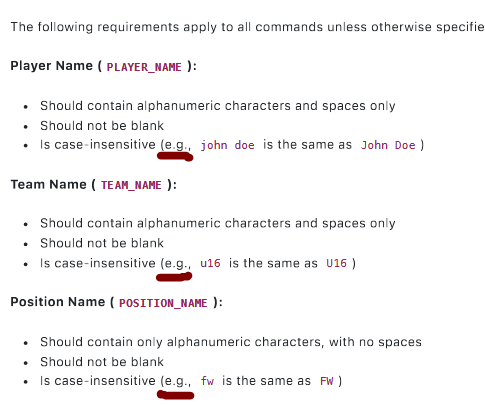 The following requirements apply to all commands unless otherwise specifie
Player Name ( PLAYER_NAME ):
• Should contain alphanumeric characters and spaces only
• Should not be blank
• Is case-insensitive (e.g., john doe is the same as John Doe )
Team Name ( TEAM_NAME ):
• Should contain alphanumeric characters and spaces only
• Should not be blank
• Is case-insensitive (e.g., u16 is the same as U16 )
Position Name ( POSITION_NAME ):
• Should contain only alphanumeric characters, with no spaces
• Should not be blank
• Is case-insensitive (e.g., fw is the same as FW )